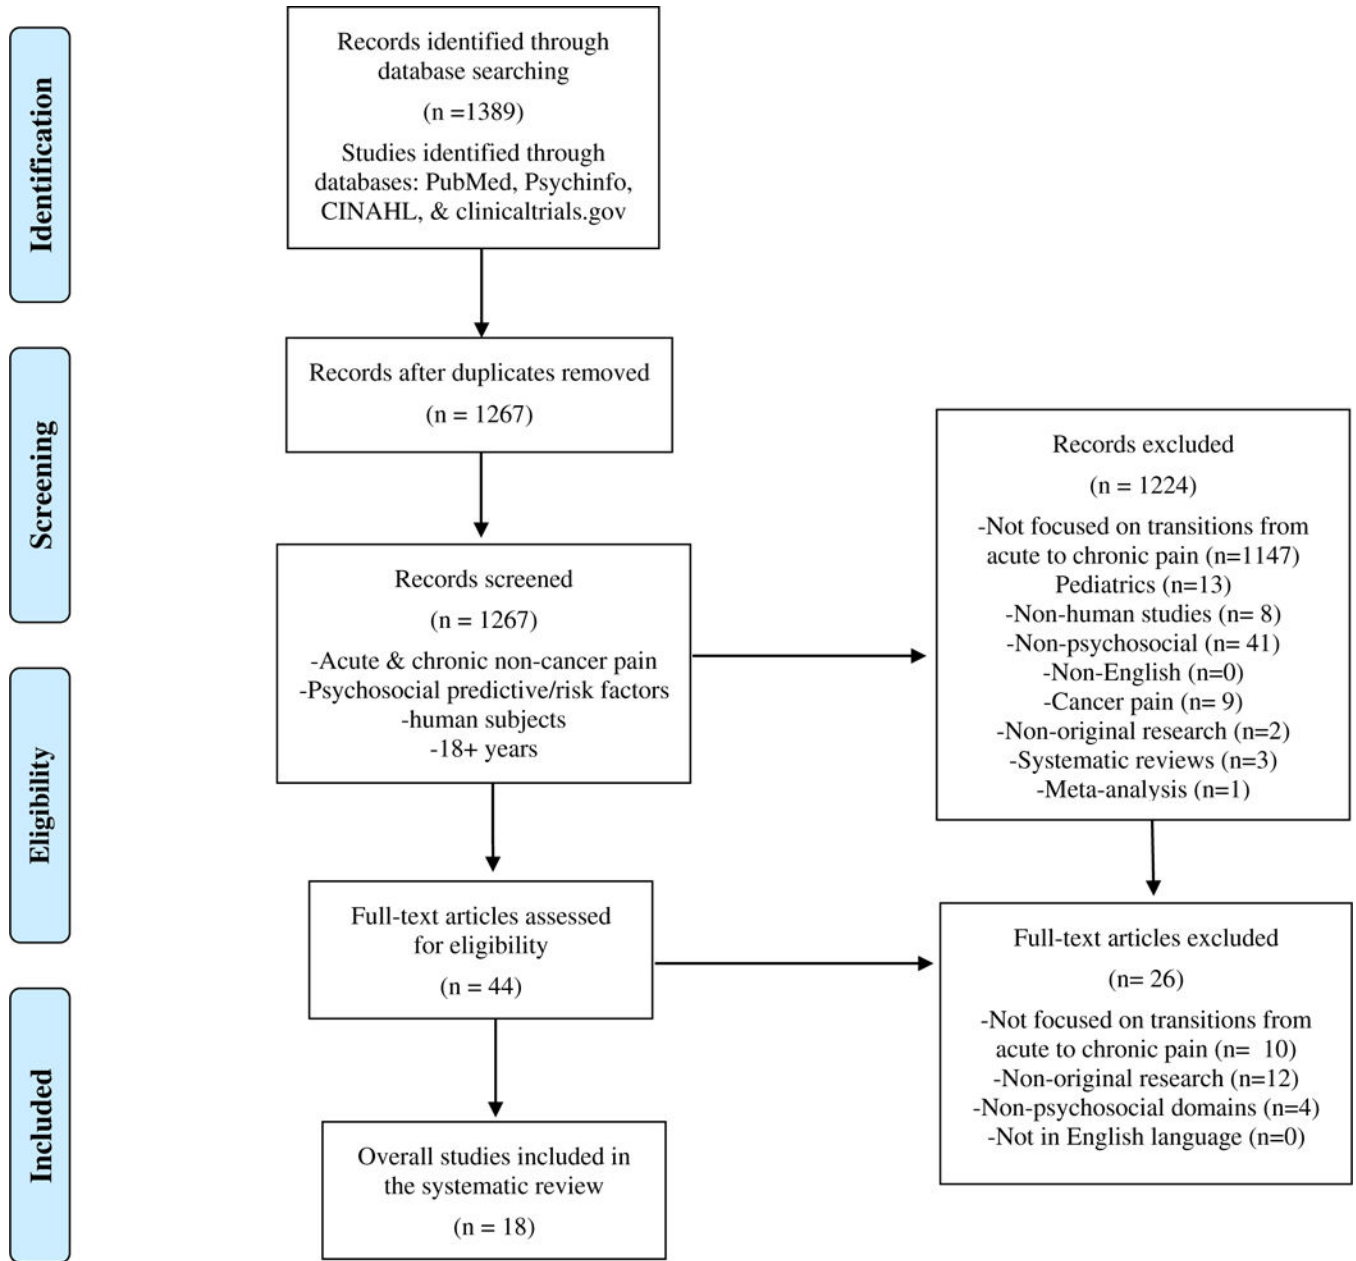 Identification
Records identified through
database searching
(n =1389)
Studies identified through
databases: PubMed, Psychinfo,
CINAHL, & clinicaltrials.gov
Screening
Records after duplicates removed
(n = 1267)
Records screened
(n = 1267)
-Acute & chronic non-cancer pain
-Psychosocial predictive/risk factors
-human subjects
-18+ years
Records excluded
(n = 1224)
-Not focused on transitions from
acute to chronic pain (n=1147)
Pediatrics (n=13)
-Non-human studies (n= 8)
-Non-psychosocial (n= 41)
-Non-English (n=0)
-Cancer pain (n= 9)
-Non-original research (n=2)
-Systematic reviews (n=3)
-Meta-analysis (n=1)
Eligibility
Full-text articles assessed
for eligibility
(n = 44)
Full-text articles excluded
(n= 26)
-Not focused on transitions from
acute to chronic pain (n=  10)
-Non-original research (n=12)
-Non-psychosocial domains (n=4)
-Not in English language (n=0)
Included
Overall studies included in
the systematic review
(n = 18)